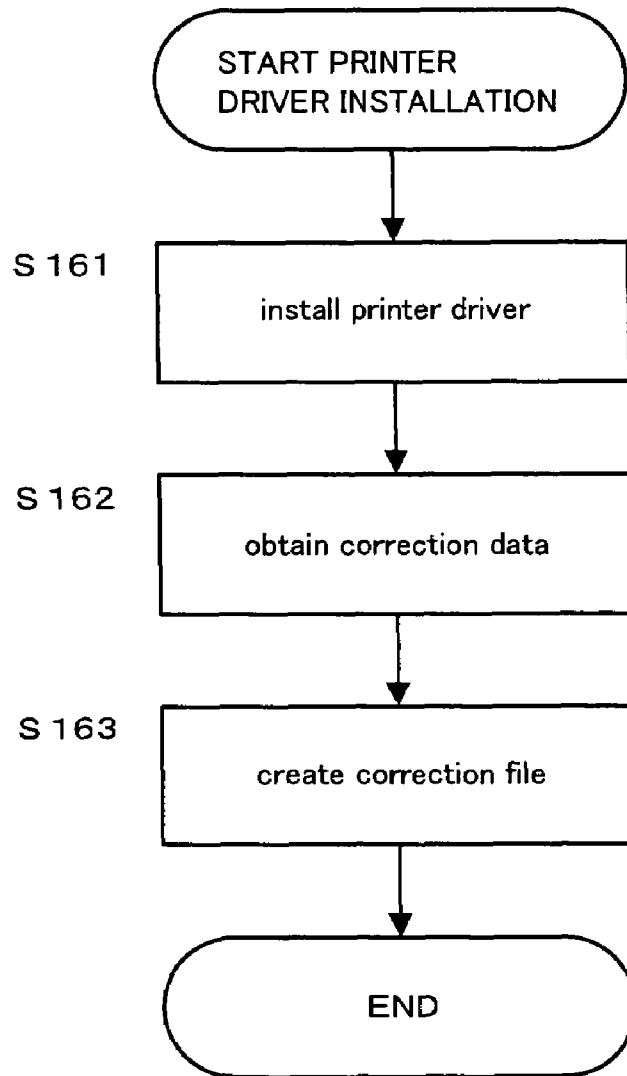 START PRINTER
DRIVER INSTALLATION
S 161
install printer driver
S 162
obtain correction data
S 163
create correction file
END